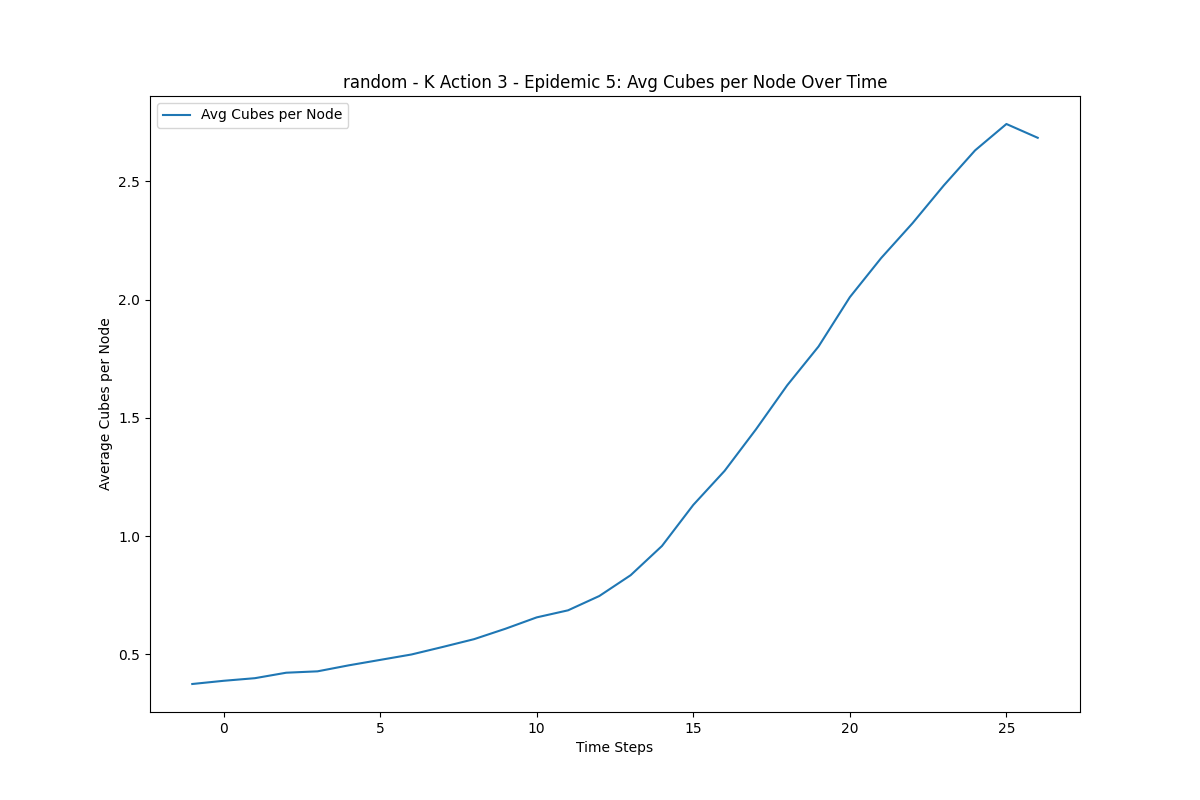 random - K Action 3 - Epidemic 5: Avg Cubes per Node Over Time
Avg Cubes per Node
2.5
2.0
1.5
1.0
0.5
Average Cubes per Node
0 5 10 15 20 25
Time Steps